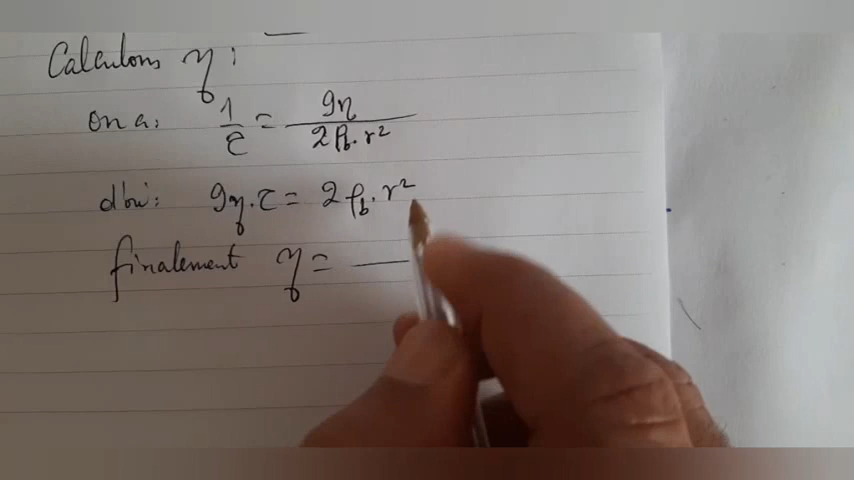 Calculons η :
on a : 1/τ = 9η / 2ρb·r²
d'où : 9η·τ = 2ρb·r²
finalement η =